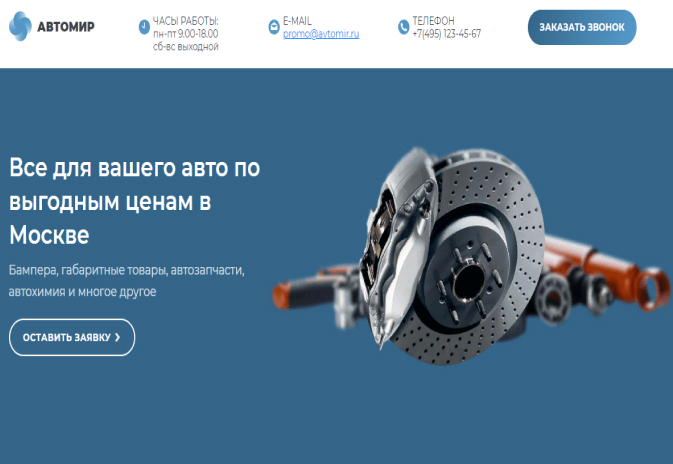 АВТОМИР
ЧАСЫ РАБОТЫ:
пн-пт 9.00-18.00
сб-вс выходной
E-MAIL
promo@avtomir.ru
ТЕЛЕФОН
+7(495) 123-45-67
ЗАКАЗАТЬ ЗВОНОК
Все для вашего авто по
выгодным ценам в
Москве
Бампера, габаритные товары, автозапчасти,
автохимия и многое другое
ОСТАВИТЬ ЗАЯВКУ ❯